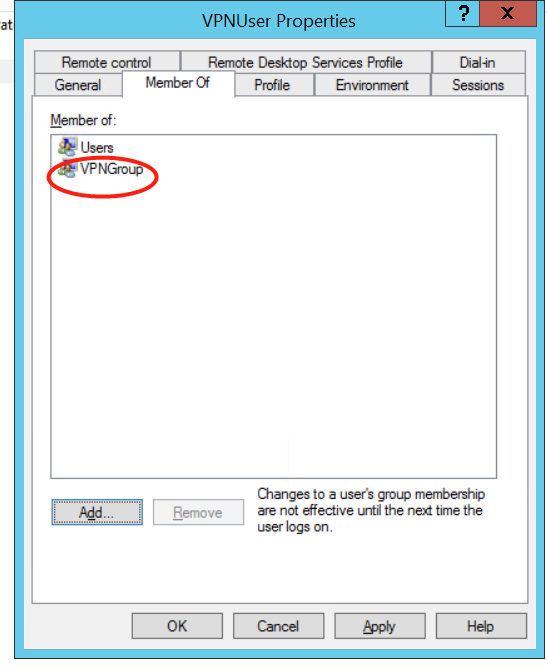 at
VPNUser Properties
?
X
Remote control
Remote Desktop Services Profile
Dial-in
General
Member Of
Profile
Environment
Sessions
Member of:
Users
VPNGroup
Add...
Remove
Changes to a user's group membership
are not effective until the next time the
user logs on.
OK
Cancel
Apply
Help